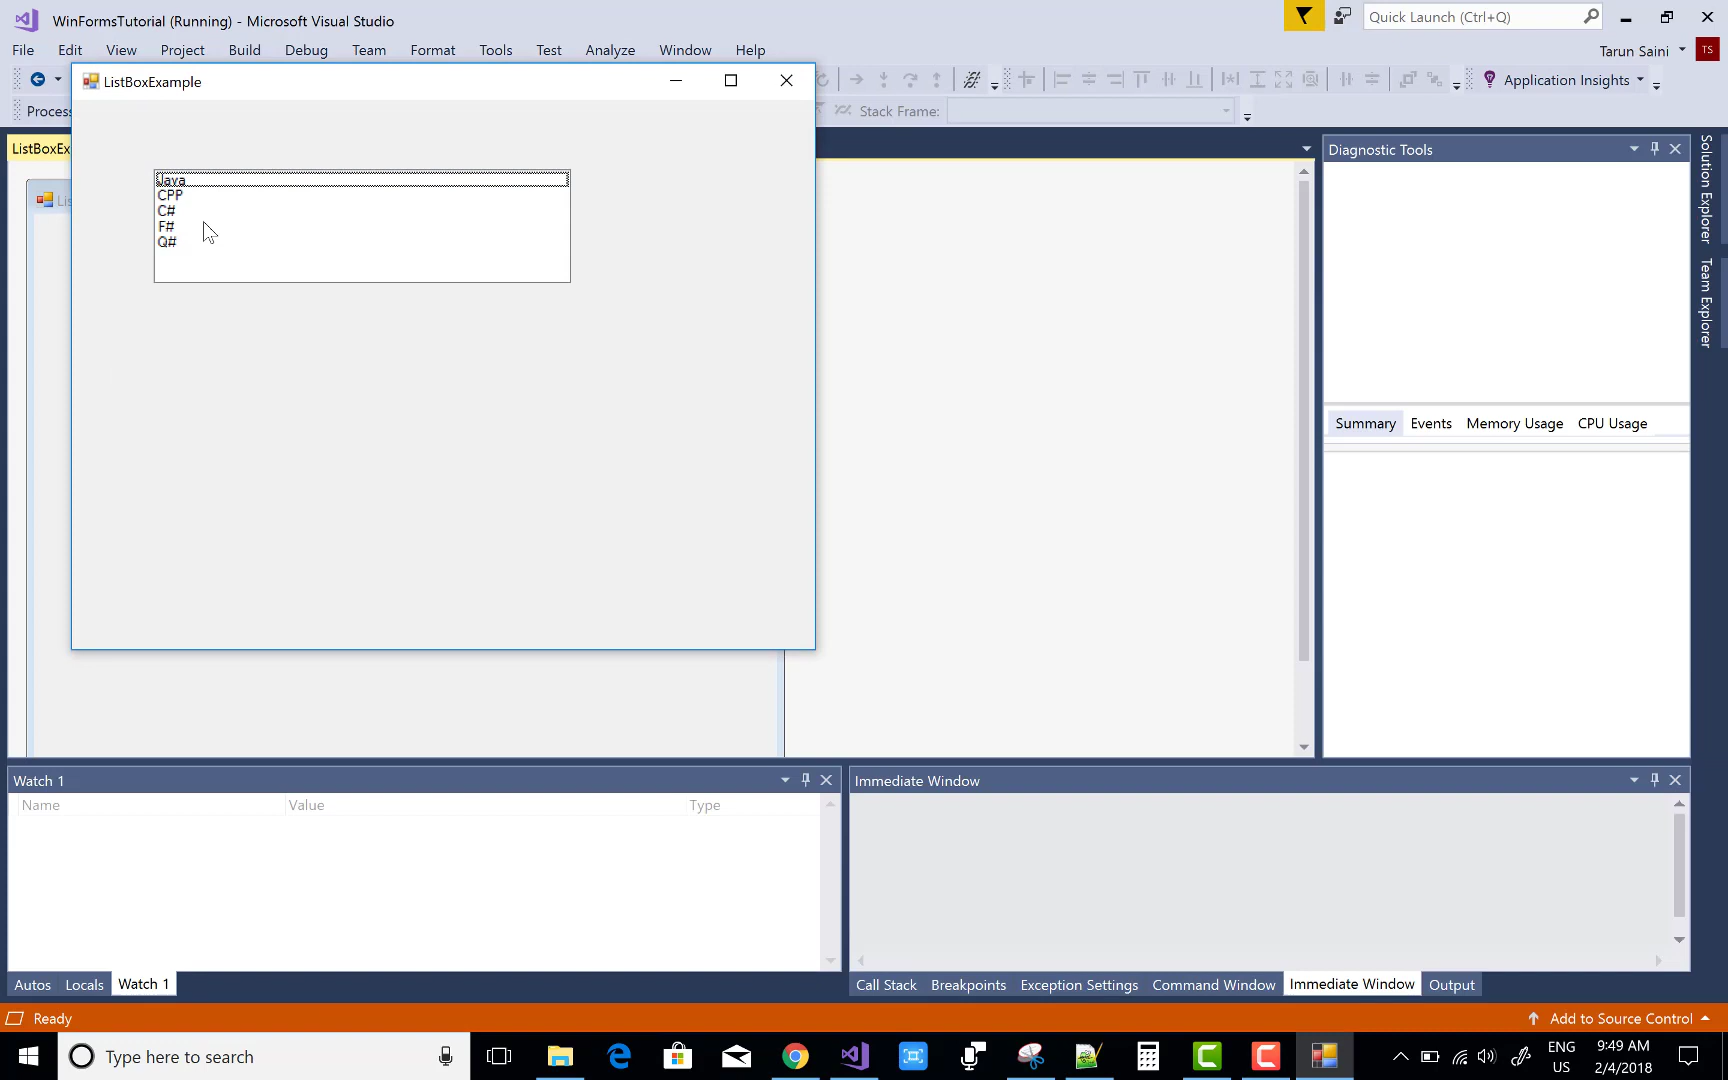 WinFormsTutorial (Running) - Microsoft Visual Studio
Quick Launch (Ctrl+Q)
File Edit View Project Build Debug Team Format Tools Test Analyze Window Help
Tarun Saini TS
ListBoxExample
Application Insights
Process
Stack Frame:
ListBoxEx
Diagnostic Tools
Solution Explorer
Team Explorer
Lis
Java
CPP
C#
F#
Q#
Summary Events Memory Usage CPU Usage
Watch 1
Name Value Type
Immediate Window
Autos Locals Watch 1
Call Stack Breakpoints Exception Settings Command Window Immediate Window Output
Ready
Add to Source Control
Type here to search
ENG
US
9:49 AM
2/4/2018